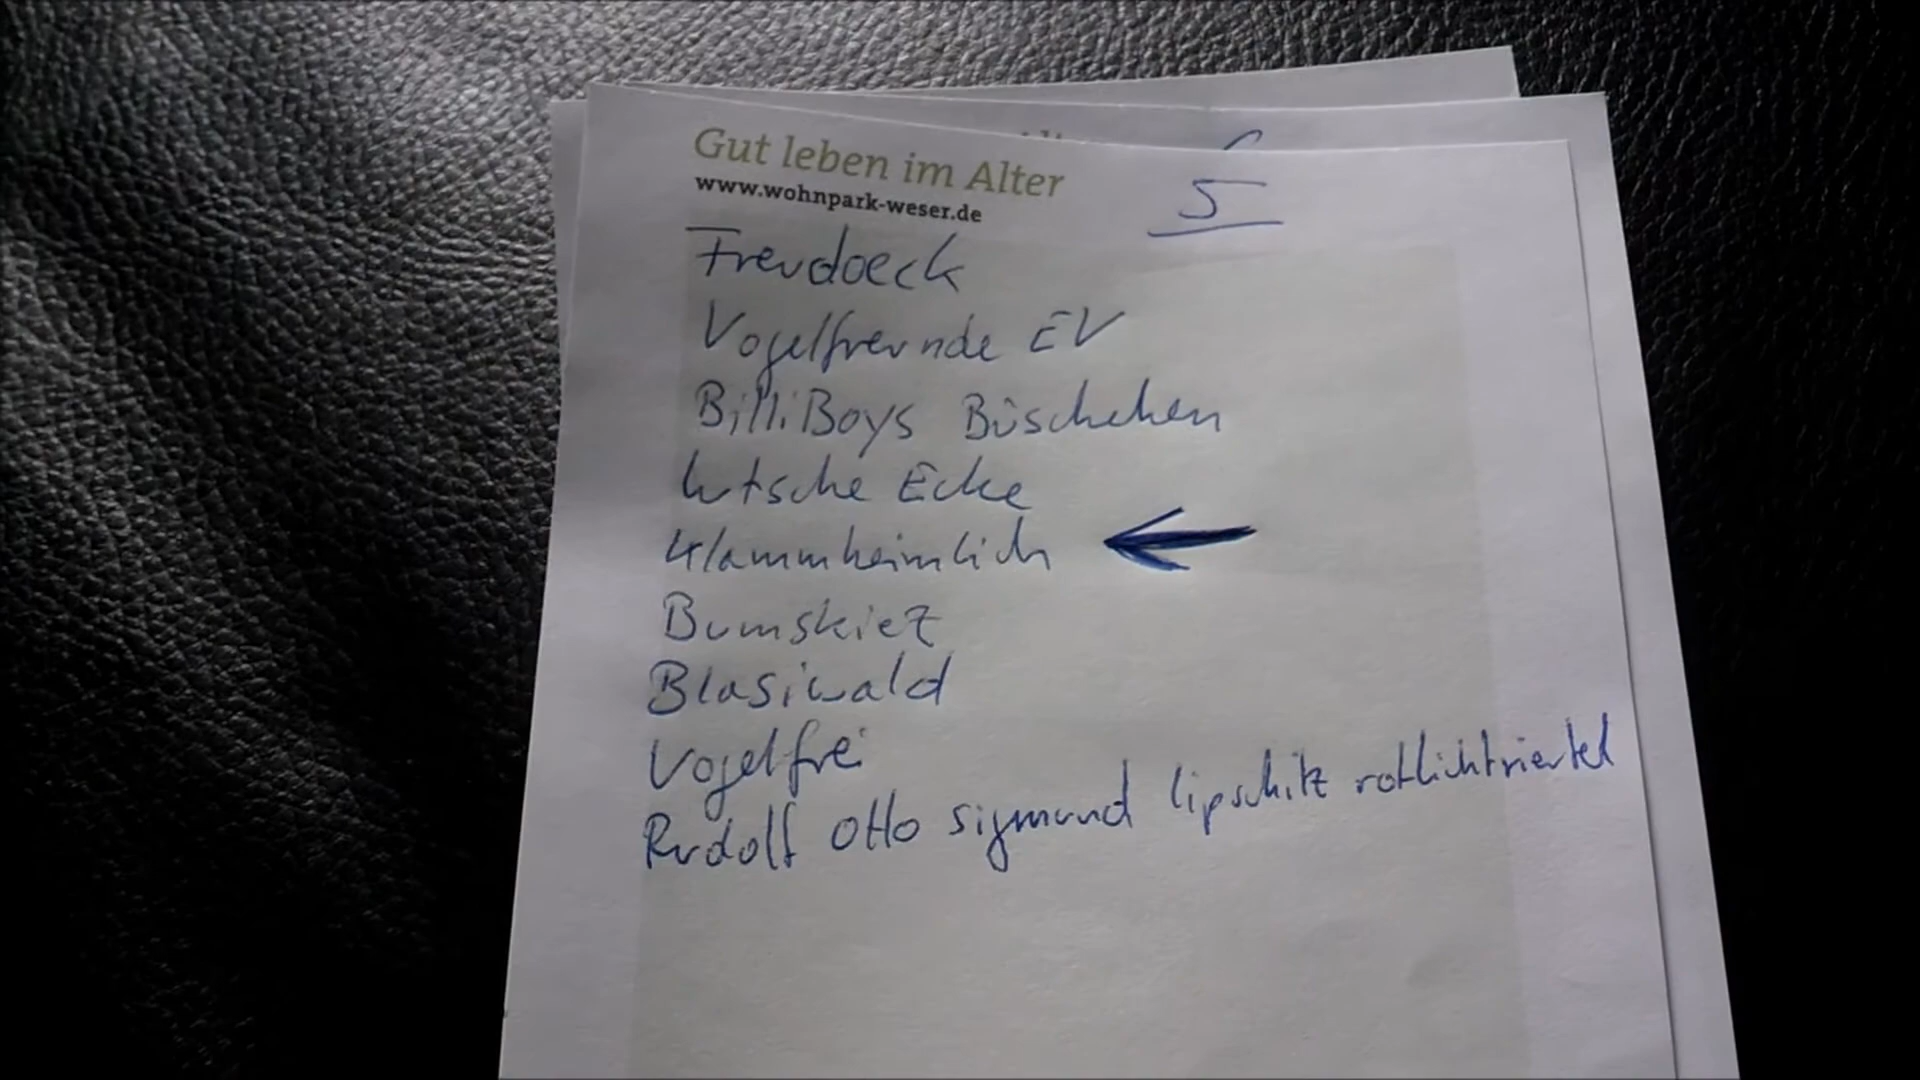 Gut leben im Alter
www.wohnpark-weser.de
5
Freudoeck
Vogelfreunde EV
BilliBoys Büschchen
lutsche Ecke
Klammheimlich
Bumskiez
Blasiwald
Vogelfrei
Rudolf Otto sigmund lipschitz rotlichtviertel